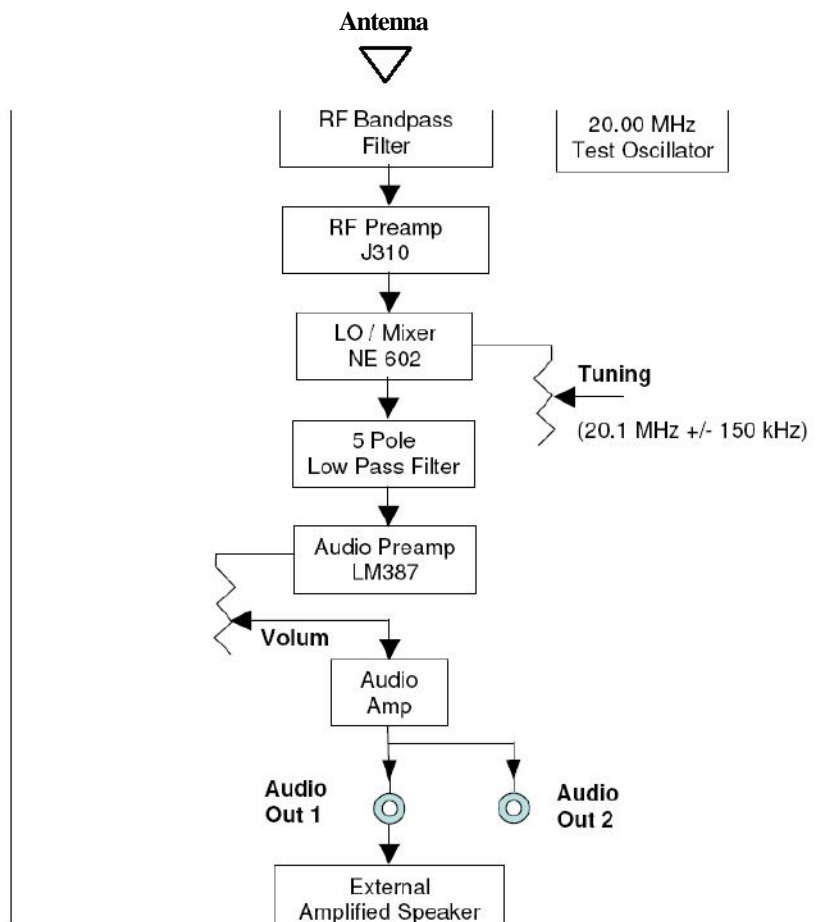 Antenna
RF Bandpass
Filter
20.00 MHz
Test Oscillator
RF Preamp
J310
LO / Mixer
NE 602
Tuning
(20.1 MHz +/- 150 kHz)
5 Pole
Low Pass Filter
Audio Preamp
LM387
Volum
Audio
Amp
Audio
Out 1
Audio
Out 2
External
Amplified Speaker